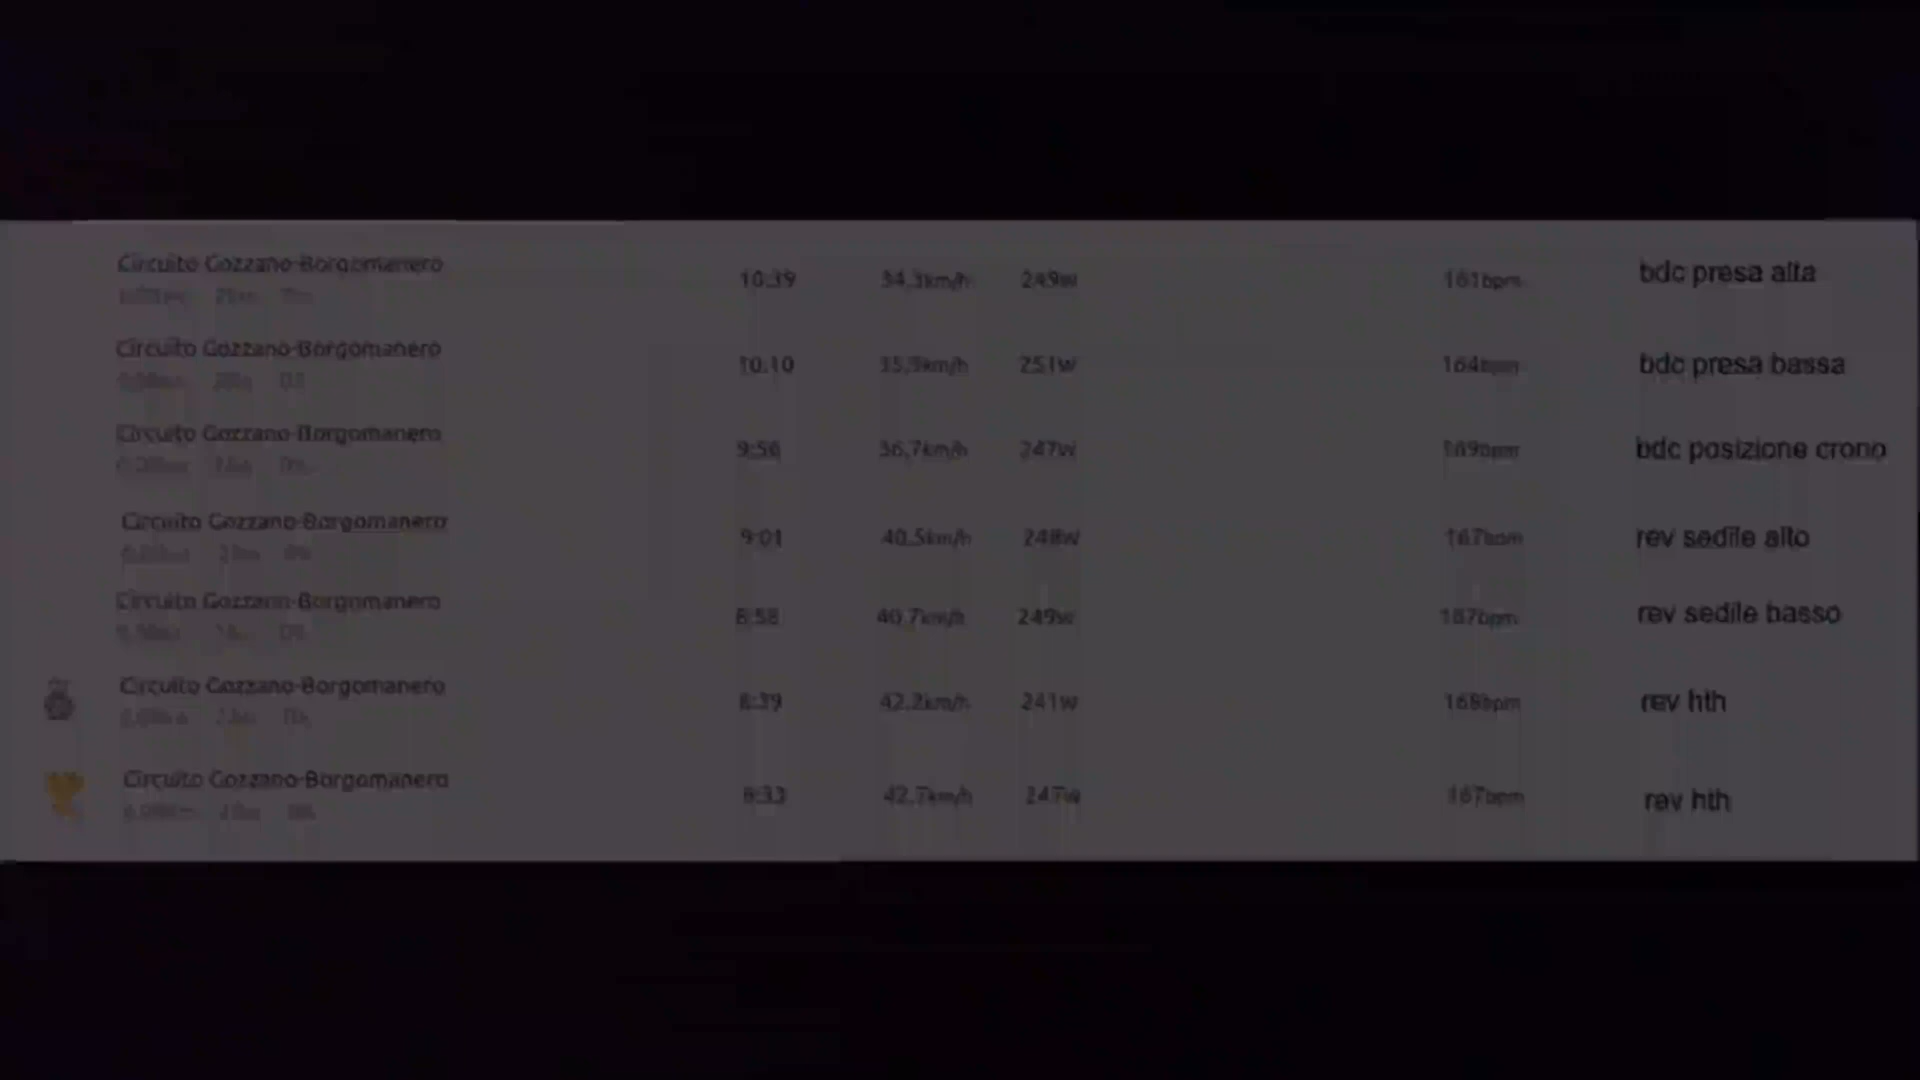 Circuito Gozzano-Borgomanero 10:39 34,3km/h 249W 161bpm bdc presa alta
Circuito Gozzano-Borgomanero 10:10 35,9km/h 251W 164bpm bdc presa bassa
Circuito Gozzano-Borgomanero 9:56 36,7km/h 247W 169bpm bdc posizione crono
Circuito Gozzano-Borgomanero 9:01 40,5km/h 248W 167bpm rev sedile alto
Circuito Gozzano-Borgomanero 8:58 40,7km/h 249W 167bpm rev sedile basso
Circuito Gozzano-Borgomanero 8:39 42,2km/h 241W 168bpm rev hth
Circuito Gozzano-Borgomanero 8:33 42,7km/h 247W 167bpm rev hth